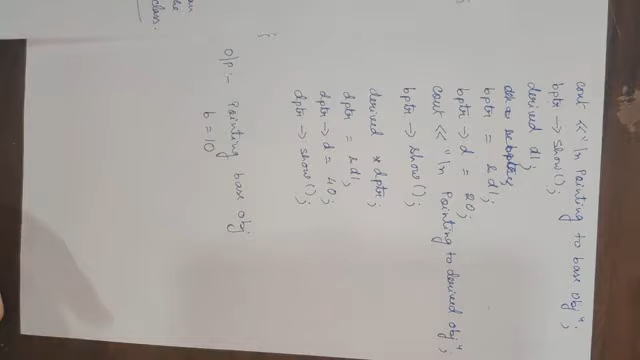 cout << "\n Pointing to base obj";
bptr → show();
derived d1;
bptr = &d1;
bptr → d = 20;
cout << "\n Pointing to derived obj";
bptr → show();
derived * dptr;
dptr = &d1;
dptr → d = 40;
dptr → show();
}
O/P:- Pointing base obj
b = 10
class.